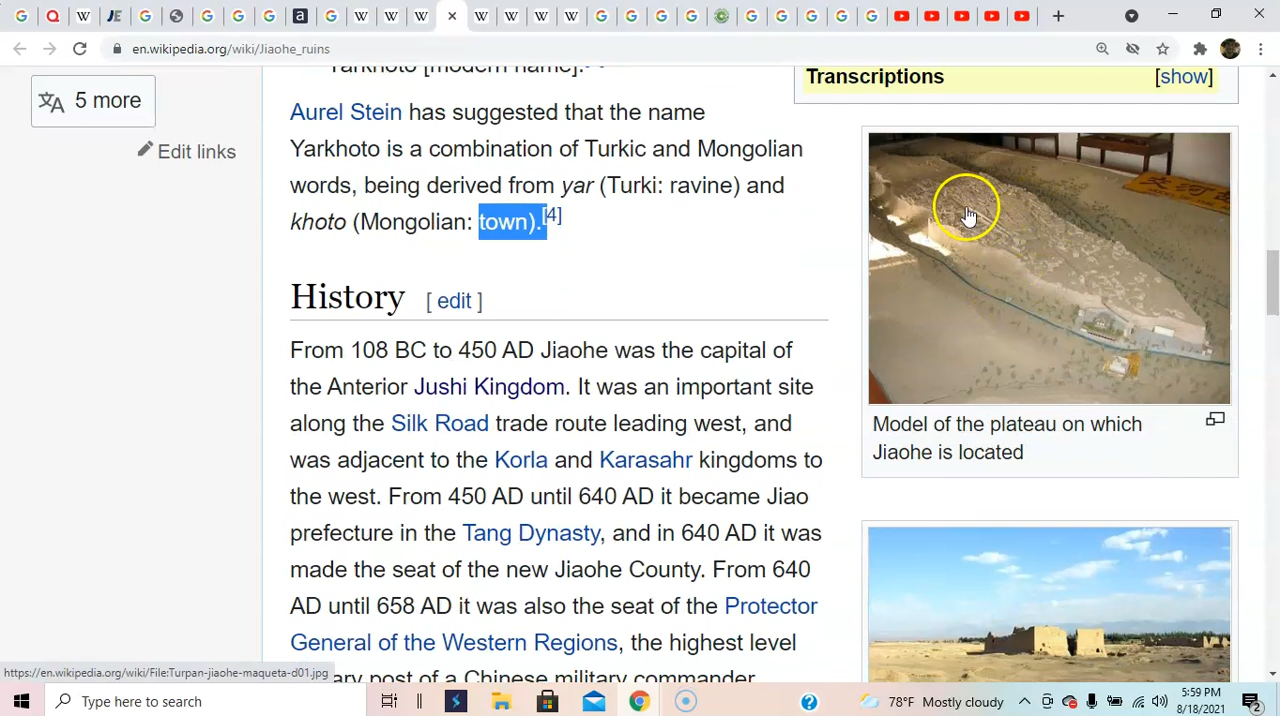 en.wikipedia.org/wiki/Jiaohe_ruins
5 more
Edit links
Yarkhoto [modern name].
Aurel Stein has suggested that the name
Yarkhoto is a combination of Turkic and Mongolian
words, being derived from yar (Turki: ravine) and
khoto (Mongolian: town).[4]
History [ edit ]
From 108 BC to 450 AD Jiaohe was the capital of
the Anterior Jushi Kingdom. It was an important site
along the Silk Road trade route leading west, and
was adjacent to the Korla and Karasahr kingdoms to
the west. From 450 AD until 640 AD it became Jiao
prefecture in the Tang Dynasty, and in 640 AD it was
made the seat of the new Jiaohe County. From 640
AD until 658 AD it was also the seat of the Protector
General of the Western Regions, the highest level
post of a Chinese military commander
Transcriptions [show]
Model of the plateau on which
Jiaohe is located
https://en.wikipedia.org/wiki/File:Turpan-jiaohe-maqueta-d01.jpg
Type here to search
78°F Mostly cloudy
5:59 PM
8/18/2021
2